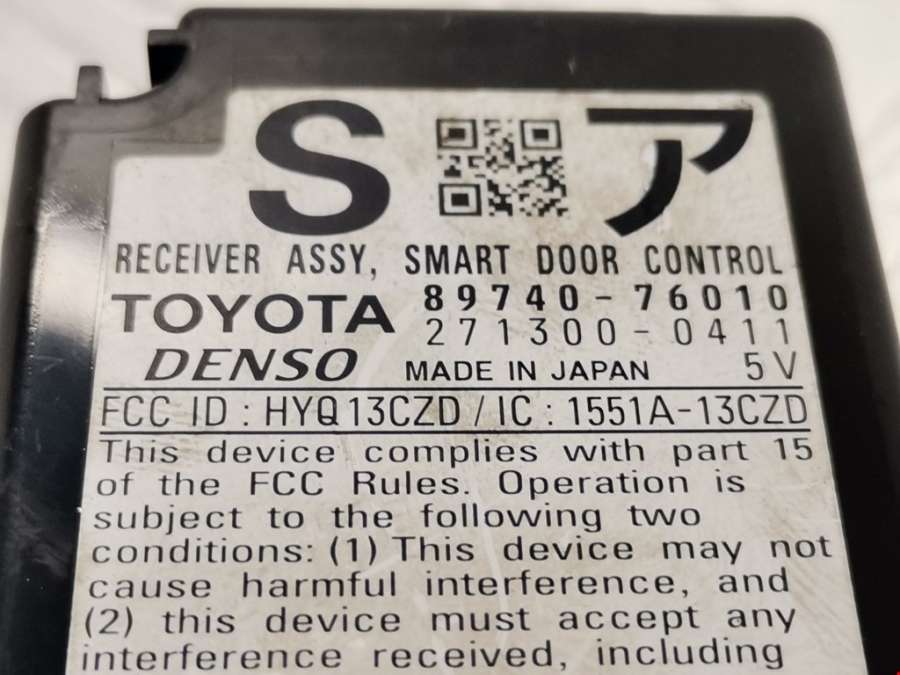 S ア
RECEIVER ASSY, SMART DOOR CONTROL
TOYOTA 89740-76010
271300-0411
DENSO MADE IN JAPAN 5V
FCC ID : HYQ13CZD / IC : 1551A-13CZD
This device complies with part 15
of the FCC Rules. Operation is
subject to the following two
conditions: (1) This device may not
cause harmful interference, and
(2) this device must accept any
interference received, including